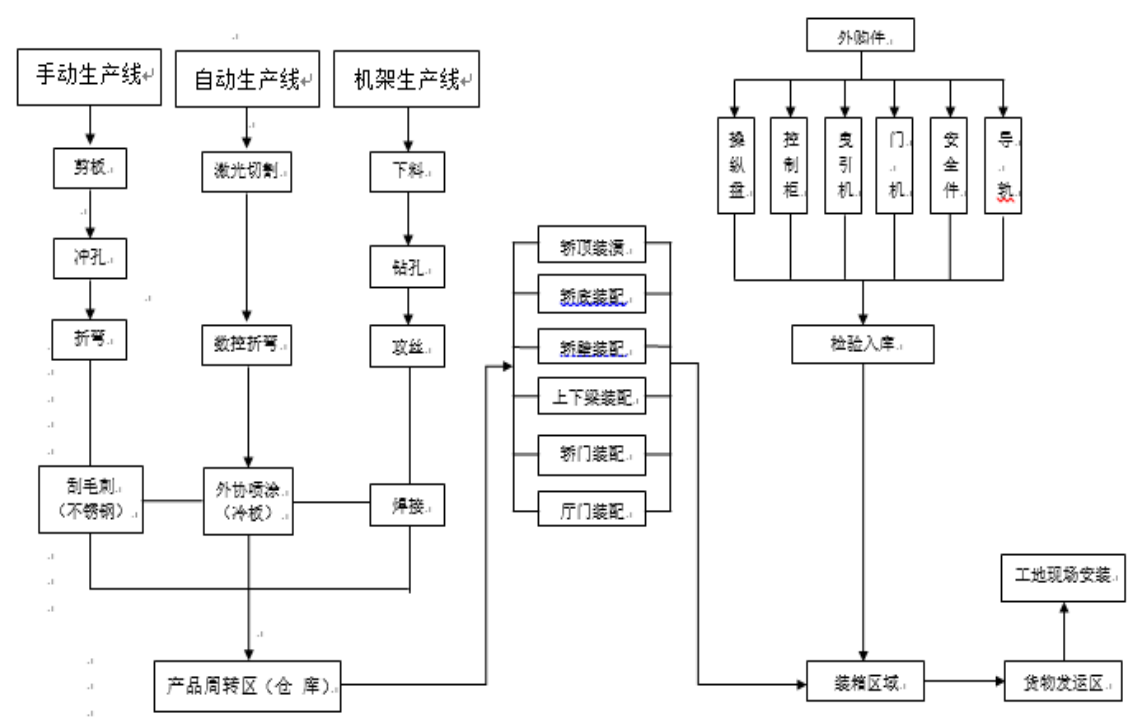 外购件
手动生产线
自动生产线
机架生产线
操纵盘
控制柜
曳引机
门机
安全件
导轨
剪板
激光切割
下料
冲孔
钻孔
轿顶装潢
轿底装配
轿壁装配
上下梁装配
轿门装配
厅门装配
折弯
数控折弯
攻丝
检验入库
刮毛刺
（不锈钢）
外协喷涂
（冷板）
焊接
工地现场安装
产品周转区（仓 库）
装箱区域
货物发运区